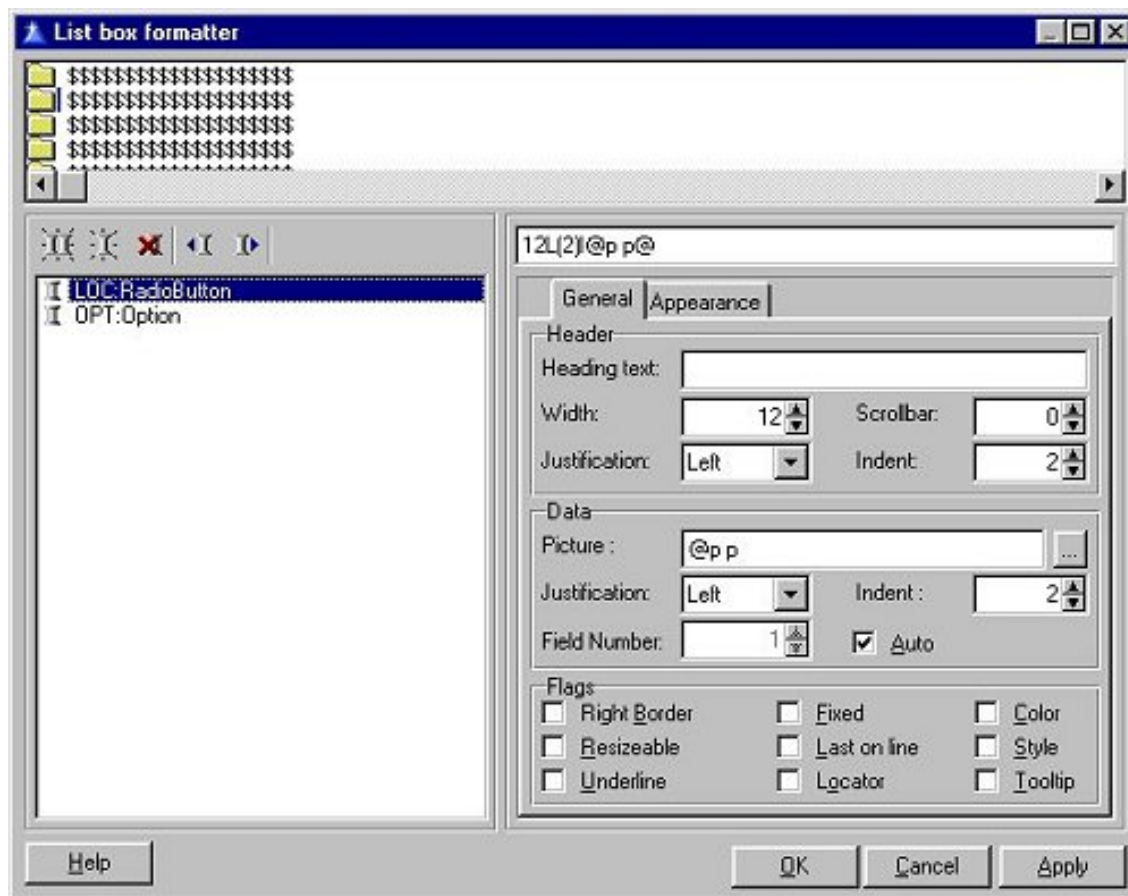 List box formatter
$$$$$$$$$$$$$$$$$$$$
$$$$$$$$$$$$$$$$$$$$
$$$$$$$$$$$$$$$$$$$$
$$$$$$$$$$$$$$$$$$$$
12L(2)I@p p@
LOC:RadioButton
OPT:Option
General Appearance
Header
Heading text:
Width: 12 Scrollbar: 0
Justification: Left Indent: 2
Data
Picture : @p p ...
Justification: Left Indent : 2
Field Number: 1 Auto
Flags
Right Border Fixed Color
Resizeable Last on line Style
Underline Locator Tooltip
Help OK Cancel Apply